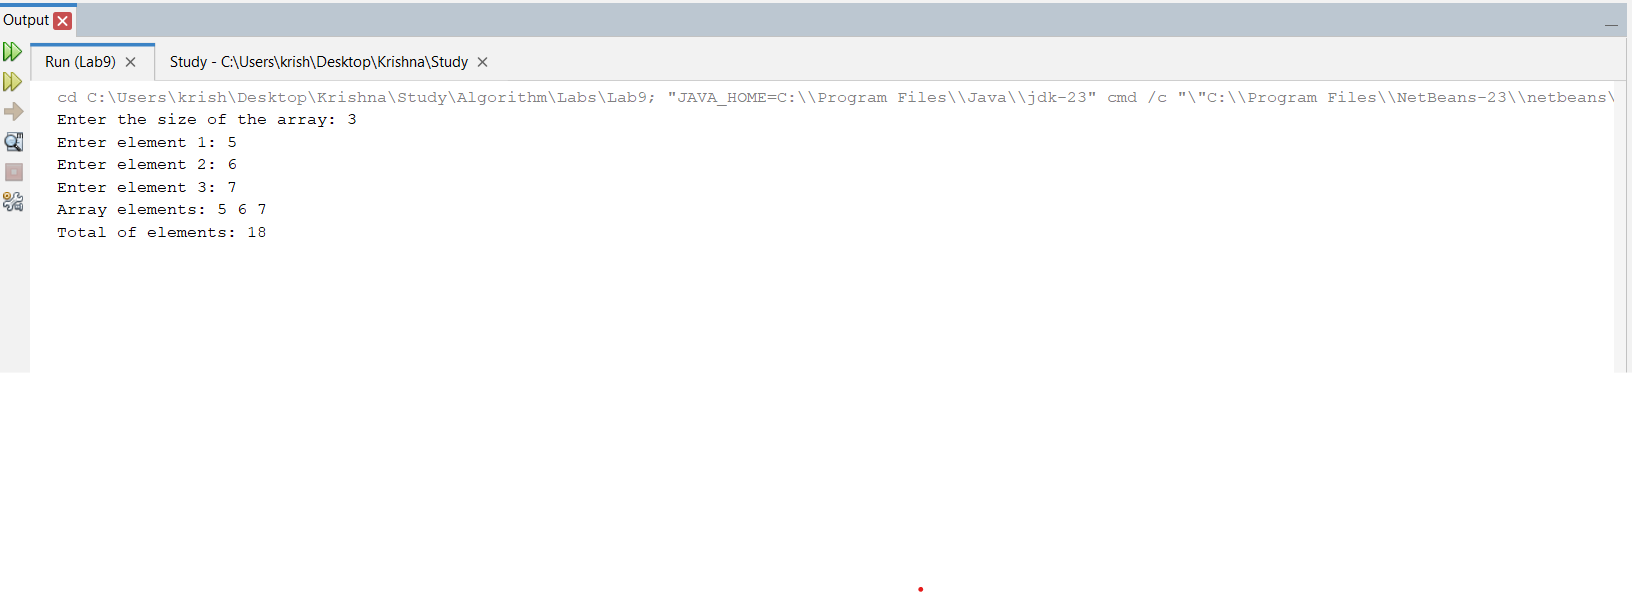 Output
Run (Lab9) Study - C:\Users\krish\Desktop\Krishna\Study
cd C:\Users\krish\Desktop\Krishna\Study\Algorithm\Labs\Lab9; "JAVA_HOME=C:\\Program Files\\Java\\jdk-23" cmd /c "\"C:\\Program Files\\NetBeans-23\\netbeans\
Enter the size of the array: 3
Enter element 1: 5
Enter element 2: 6
Enter element 3: 7
Array elements: 5 6 7
Total of elements: 18